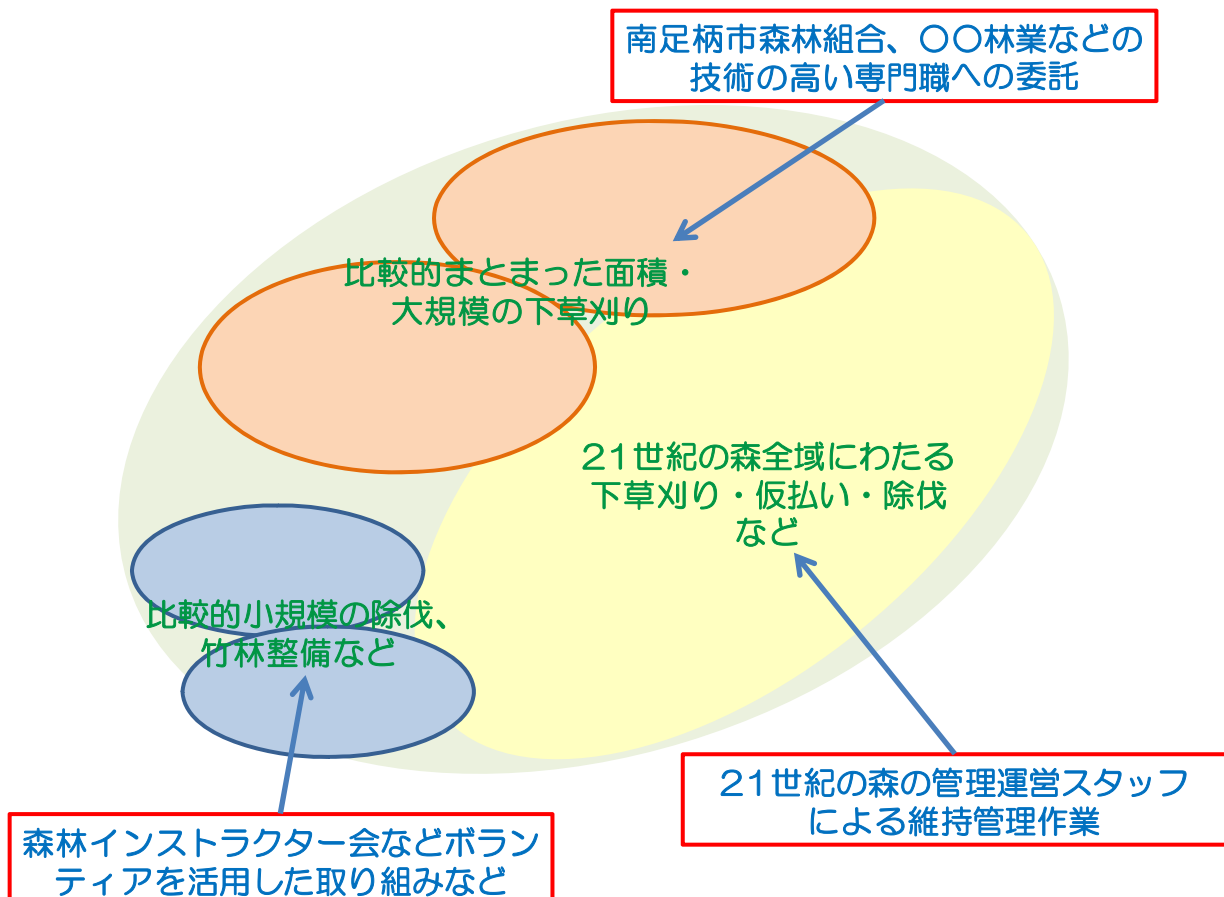 南足柄市森林組合、〇〇林業などの
技術の高い専門職への委託
比較的まとまった面積・
大規模の下草刈り
21世紀の森全域にわたる
下草刈り・仮払い・除伐
など
比較的小規模の除伐、
竹林整備など
21世紀の森の管理運営スタッフ
による維持管理作業
森林インストラクター会などボラン
ティアを活用した取り組みなど